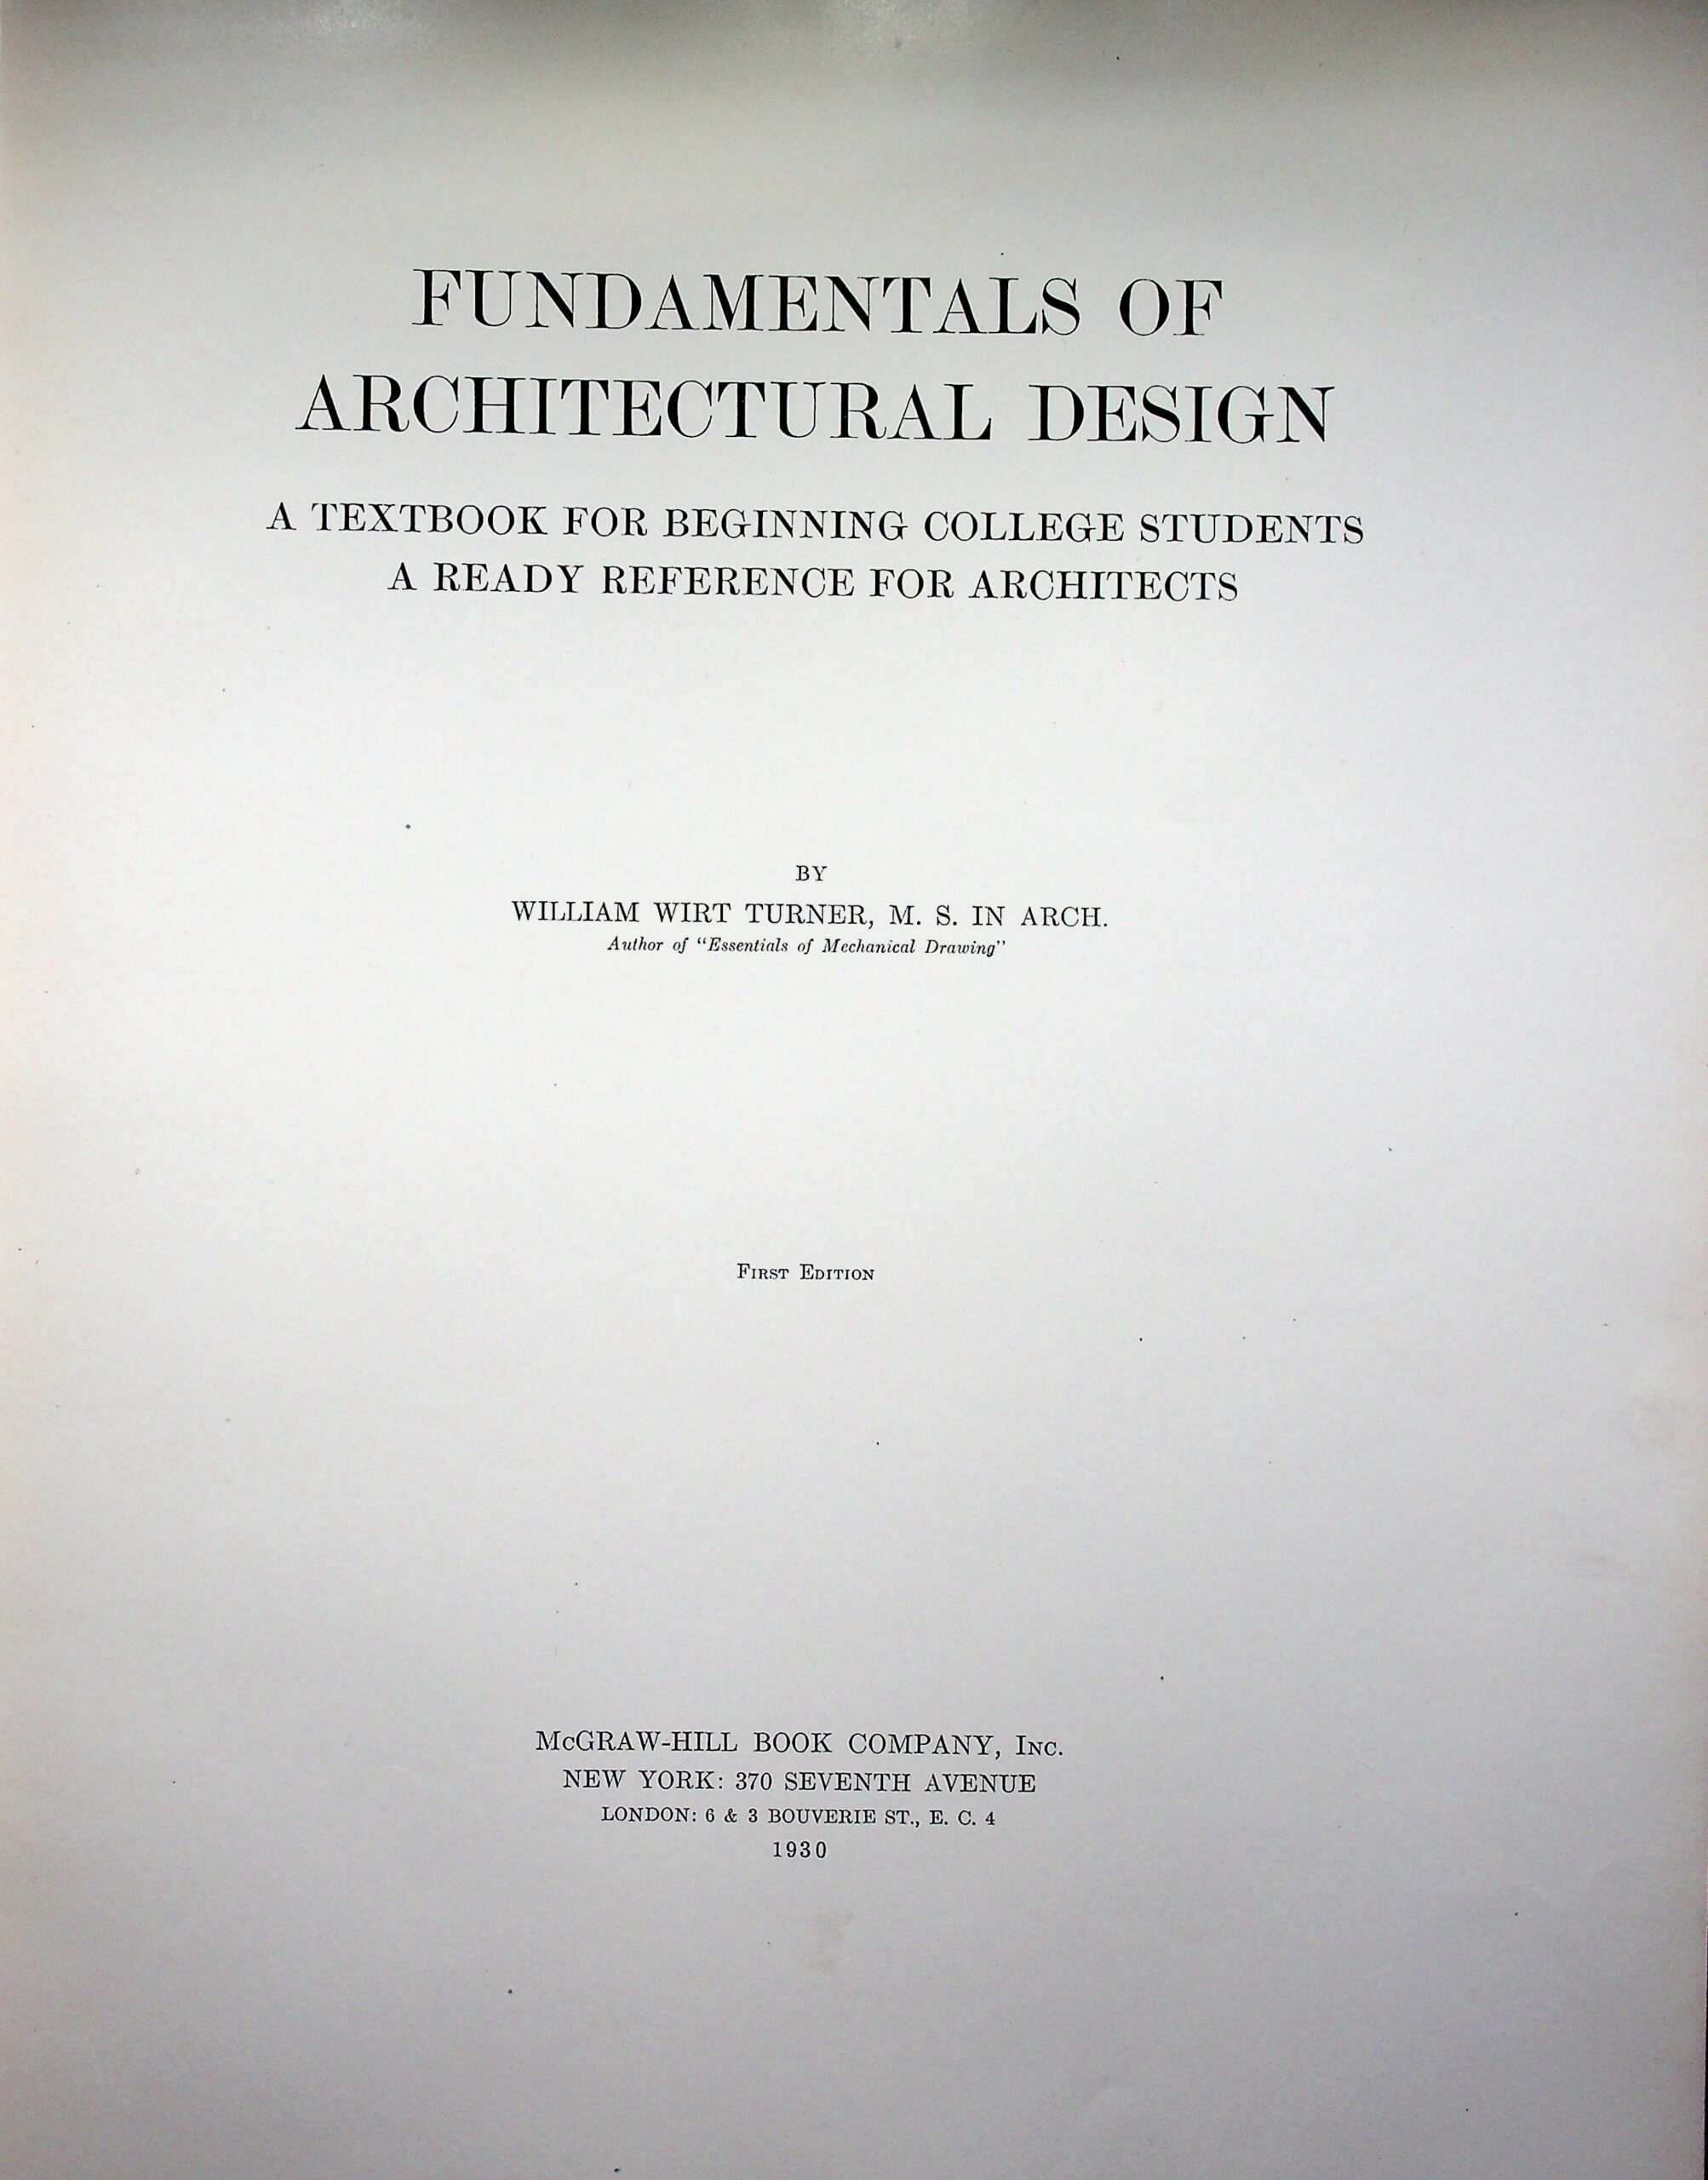 FUNDAMENTALS OF
ARCHITECTURAL DESIGN
A TEXTBOOK FOR BEGINNING COLLEGE STUDENTS
A READY REFERENCE FOR ARCHITECTS
BY
WILLIAM WIRT TURNER, M. S. IN ARCH.
Author of "Essentials of Mechanical Drawing"
FIRST EDITION
McGRAW-HILL BOOK COMPANY, INC.
NEW YORK: 370 SEVENTH AVENUE
LONDON: 6 & 3 BOUVERIE ST., E. C. 4
1930